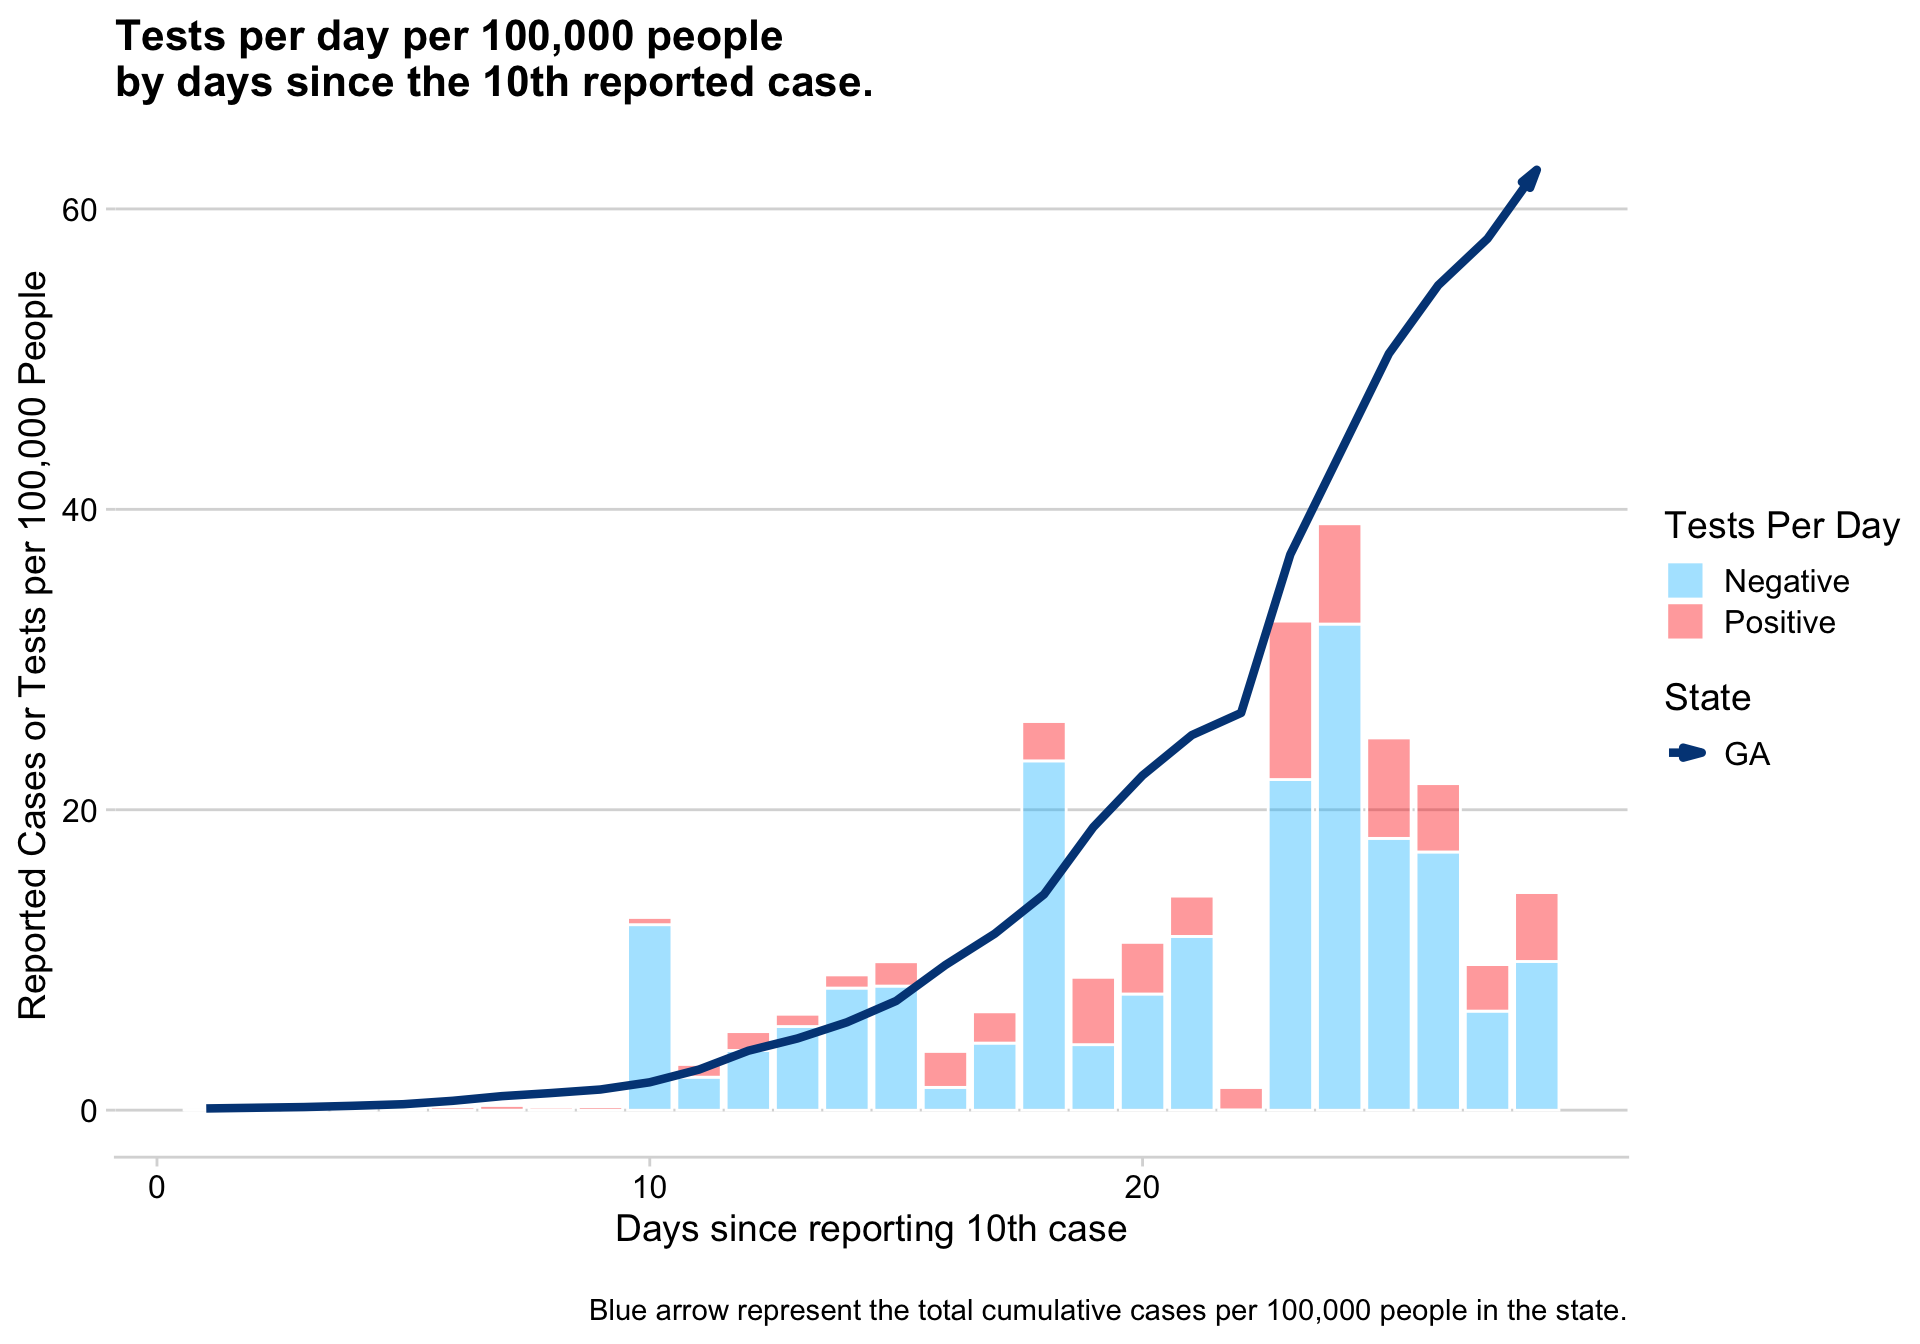 Tests per day per 100,000 people
by days since the 10th reported case.
Reported Cases or Tests per 100,000 People
60
40
20
0
0
10
20
Days since reporting 10th case
Tests Per Day
Negative
Positive
State
GA
Blue arrow represent the total cumulative cases per 100,000 people in the state.